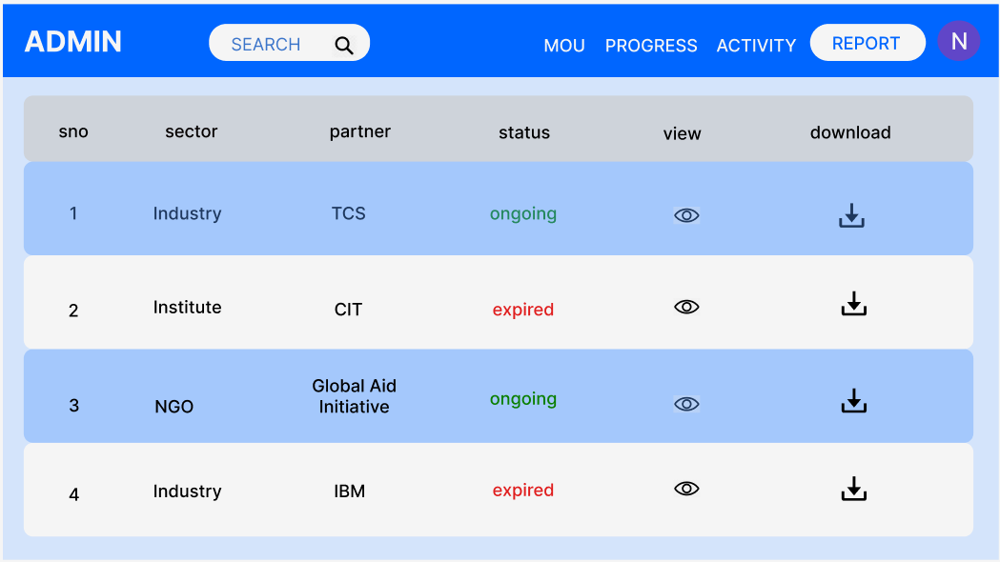 ADMIN SEARCH MOU PROGRESS ACTIVITY REPORT N
sno sector partner status view download
1 Industry TCS ongoing
2 Institute CIT expired
3 NGO Global Aid Initiative ongoing
4 Industry IBM expired